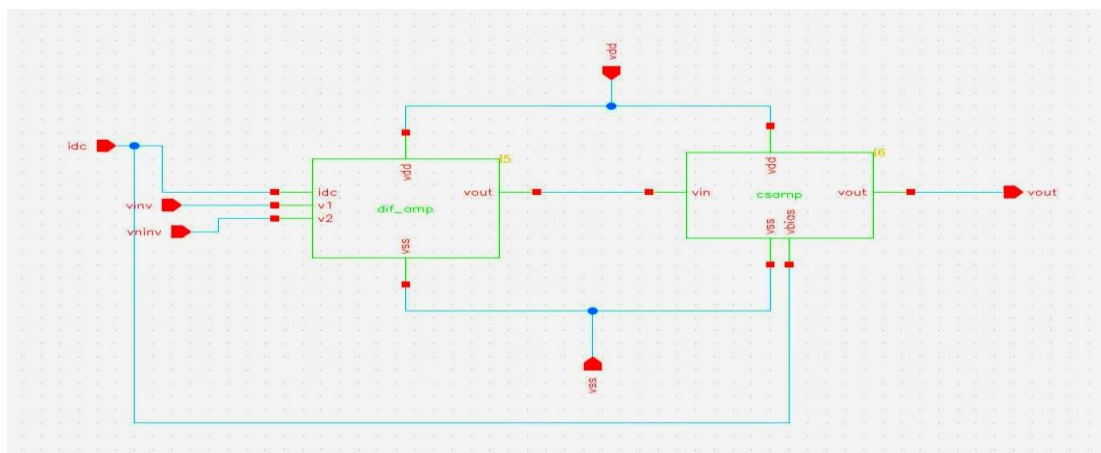 vdd
idc
I5
I6
vdd
vdd
idc
vout
vin
csamp
vout
vout
vinv
v1
dif_amp
vninv
v2
vss
vss
vbias
vss